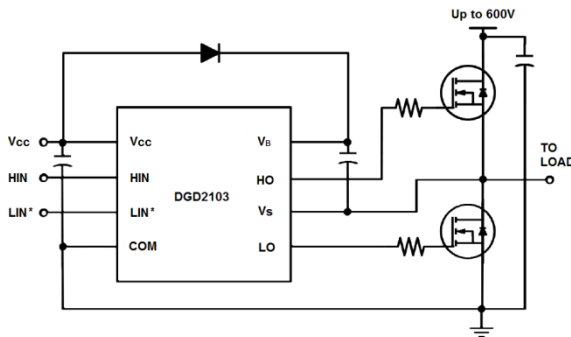 Up to 600V
Vcc
Vcc
VB
TO
LOAD
HIN
HIN
HO
DGD2103
LIN*
LIN*
Vs
COM
LO